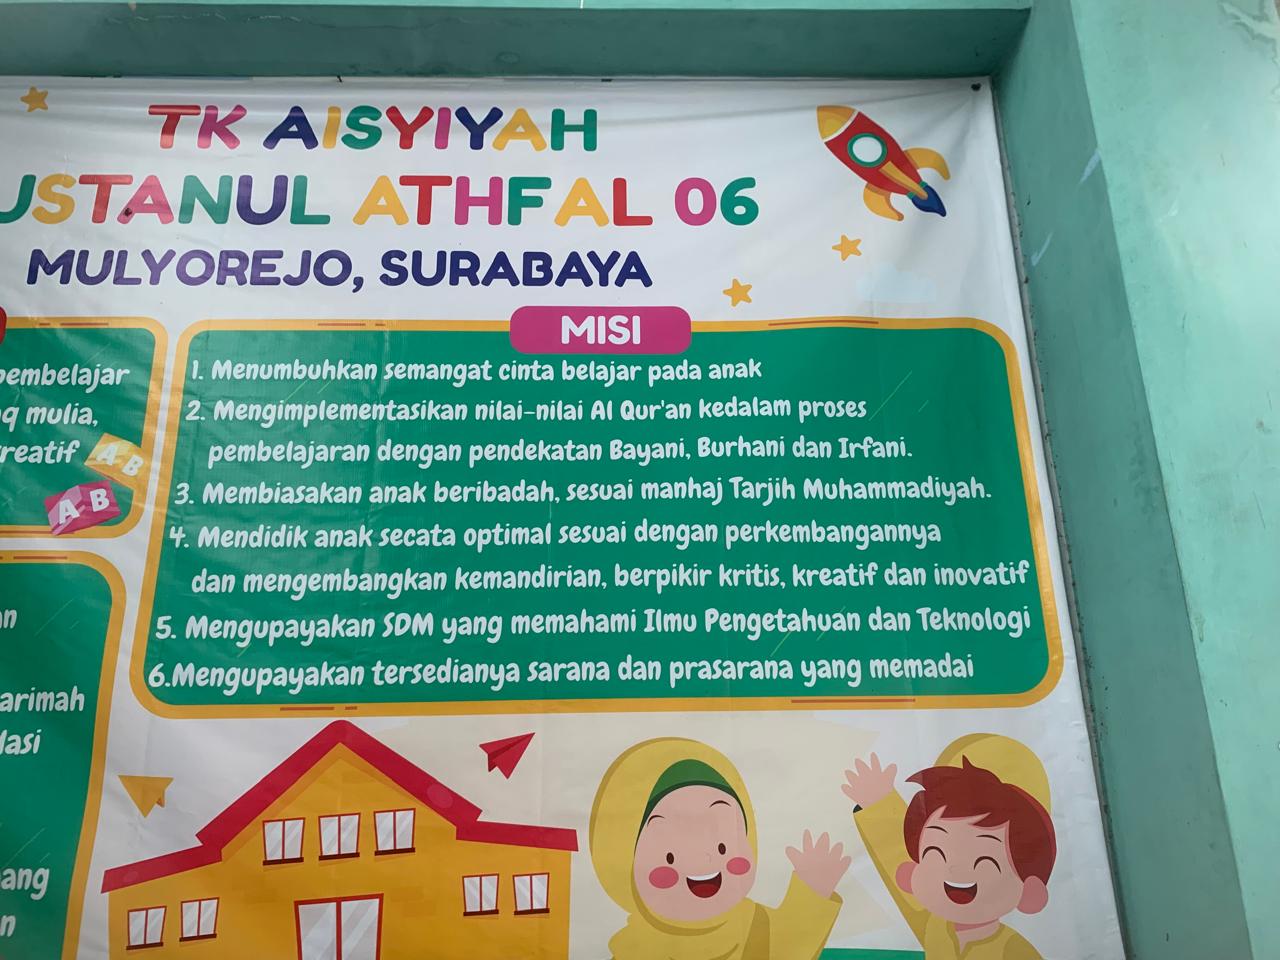 TK AISYIYAH
USTANUL ATHFAL 06
MULYOREJO, SURABAYA
pembelajar
q mulia,
reatif
A B
A B
MISI
1. Menumbuhkan semangat cinta belajar pada anak
2. Mengimplementasikan nilai-nilai Al Qur'an kedalam proses
pembelajaran dengan pendekatan Bayani, Burhani dan Irfani.
3. Membiasakan anak beribadah, sesuai manhaj Tarjih Muhammadiyah.
4. Mendidik anak secata optimal sesuai dengan perkembangannya
dan mengembangkan kemandirian, berpikir kritis, kreatif dan inovatif
5. Mengupayakan SDM yang memahami Ilmu Pengetahuan dan Teknologi
6.Mengupayakan tersedianya sarana dan prasarana yang memadai
n
arimah
lasi
ang
n